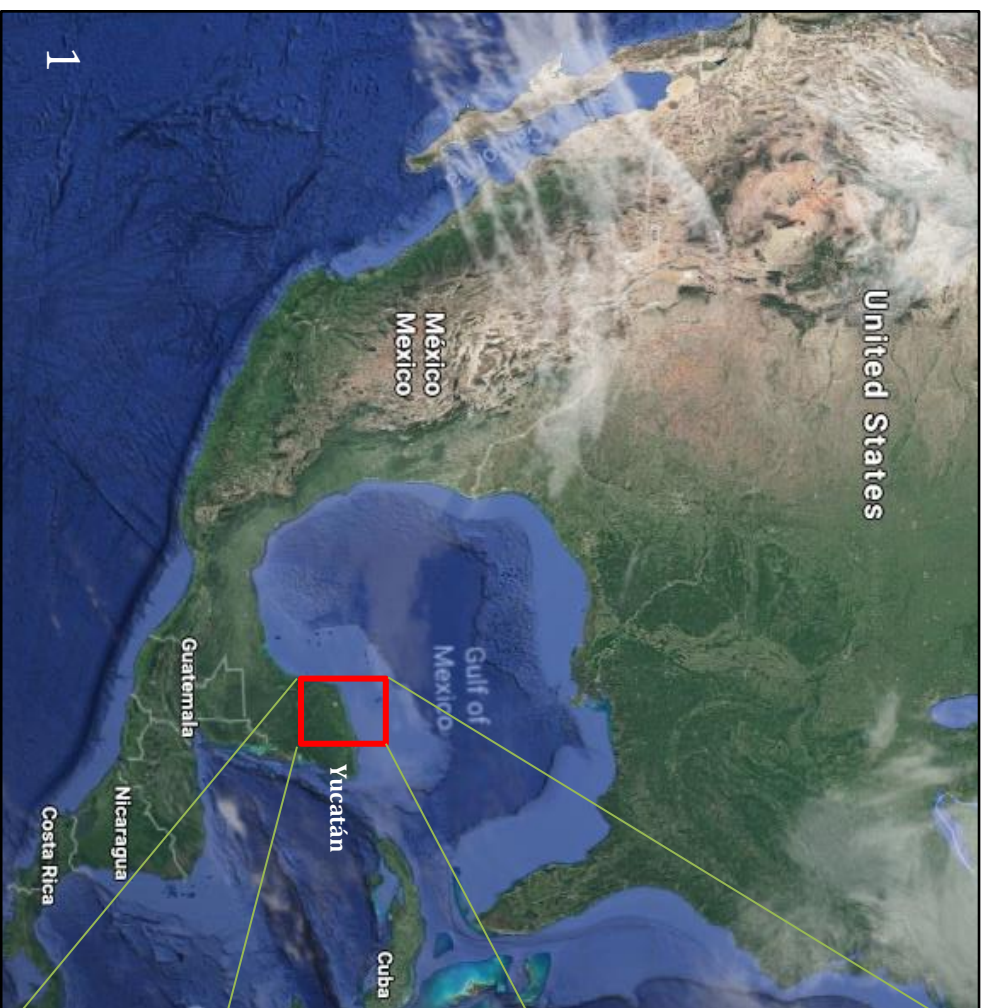 United States
México
Mexico
Gulf of
Mexico
Yucatán
Guatemala
Nicaragua
Costa Rica
Cuba
1